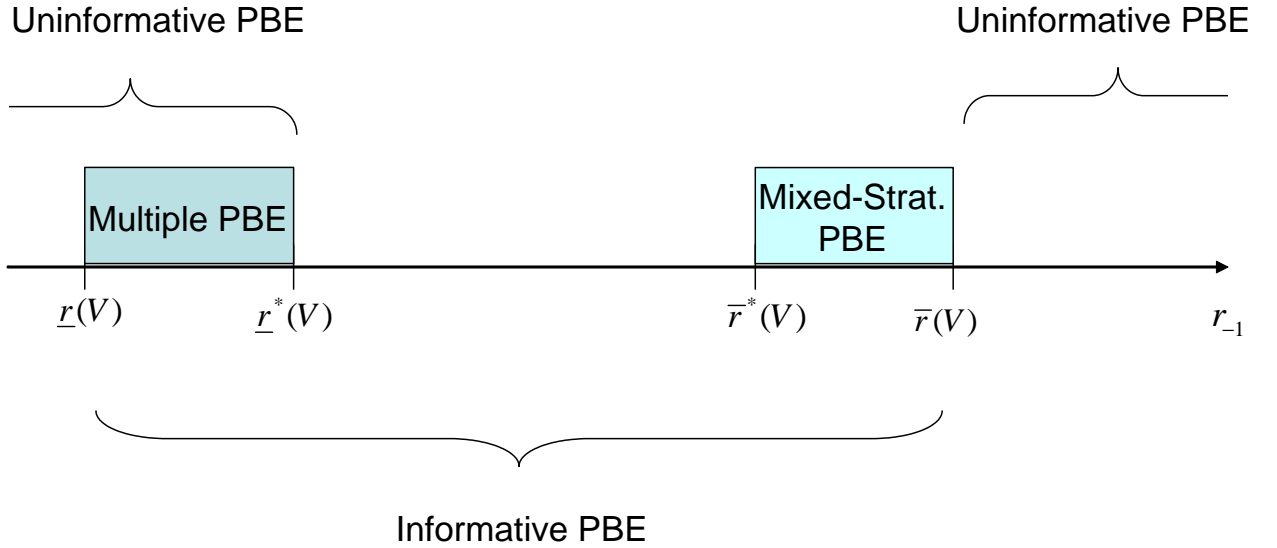 Uninformative PBE
Uninformative PBE
Multiple PBE
Mixed-Strat.
PBE
r̲(V)
r̲*(V)
r̅*(V)
r̅(V)
r₋₁
Informative PBE